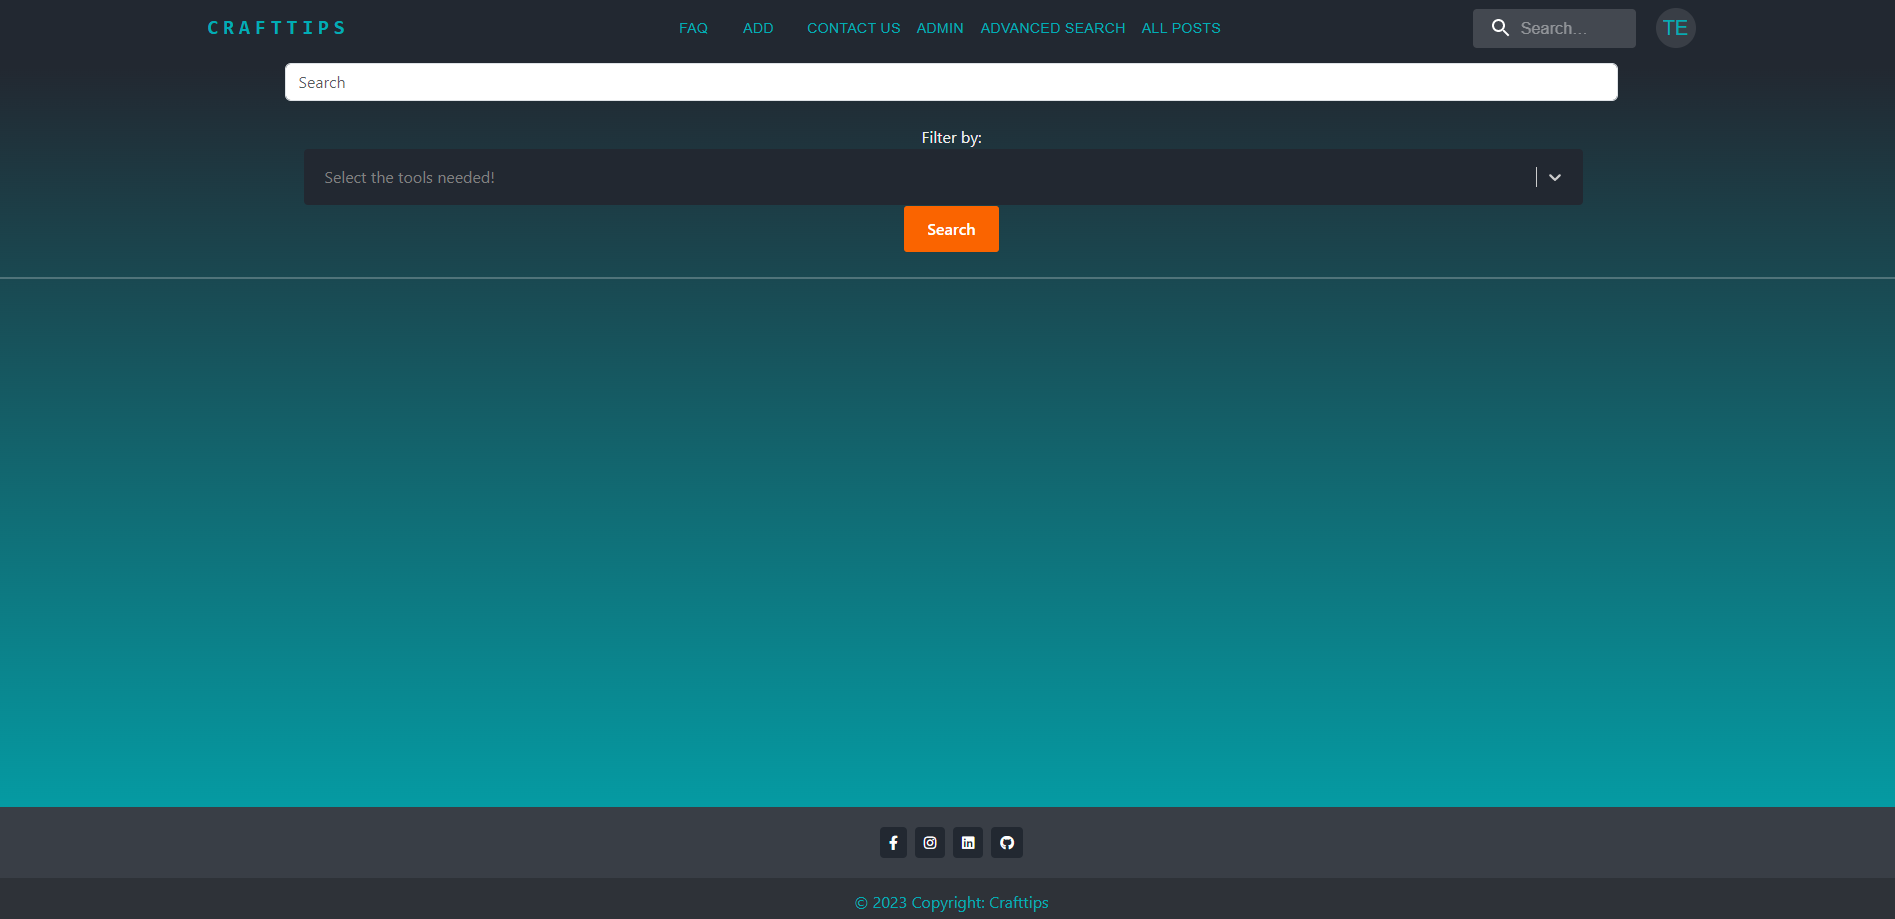 CRAFTTIPS FAQ ADD CONTACT US ADMIN ADVANCED SEARCH ALL POSTS Search... TE
Search
Filter by:
Select the tools needed!
Search
© 2023 Copyright: Crafttips